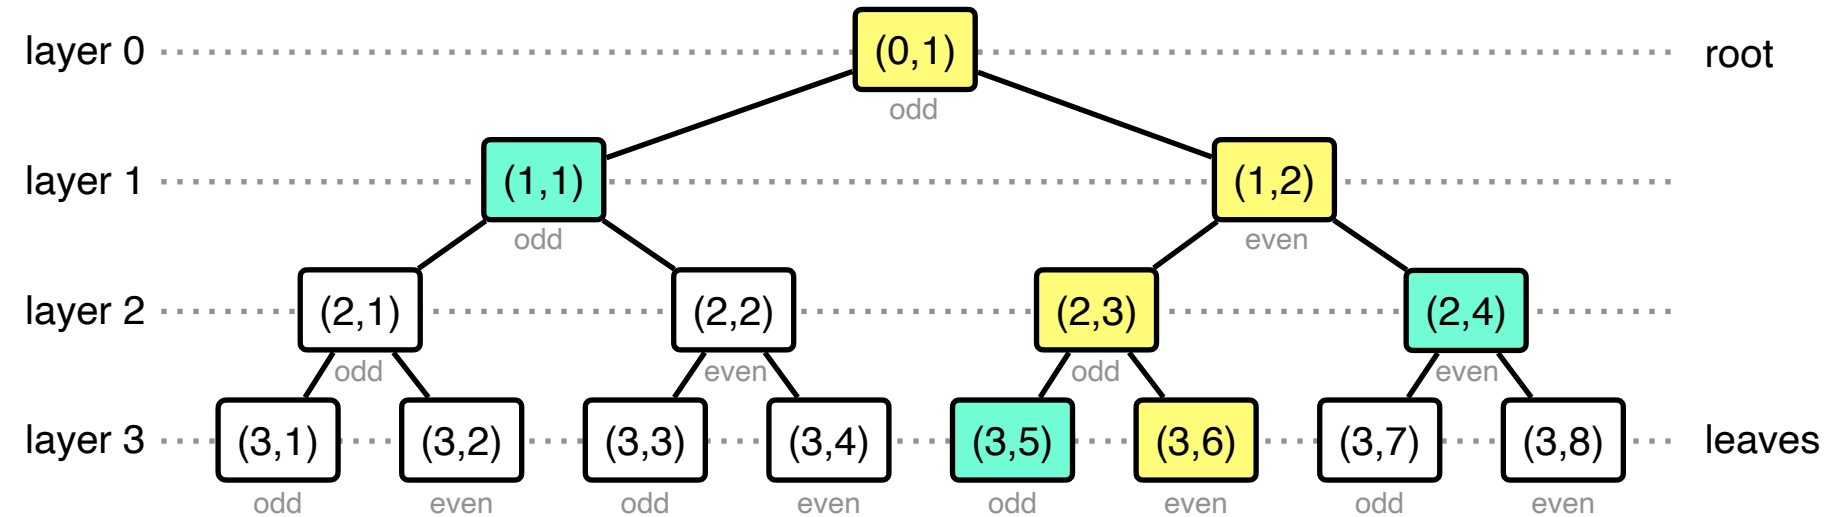 layer 0 (0,1) root
odd
layer 1 (1,1) (1,2)
odd even
layer 2 (2,1) (2,2) (2,3) (2,4)
odd even odd even
layer 3 (3,1) (3,2) (3,3) (3,4) (3,5) (3,6) (3,7) (3,8) leaves
odd even odd even odd even odd even